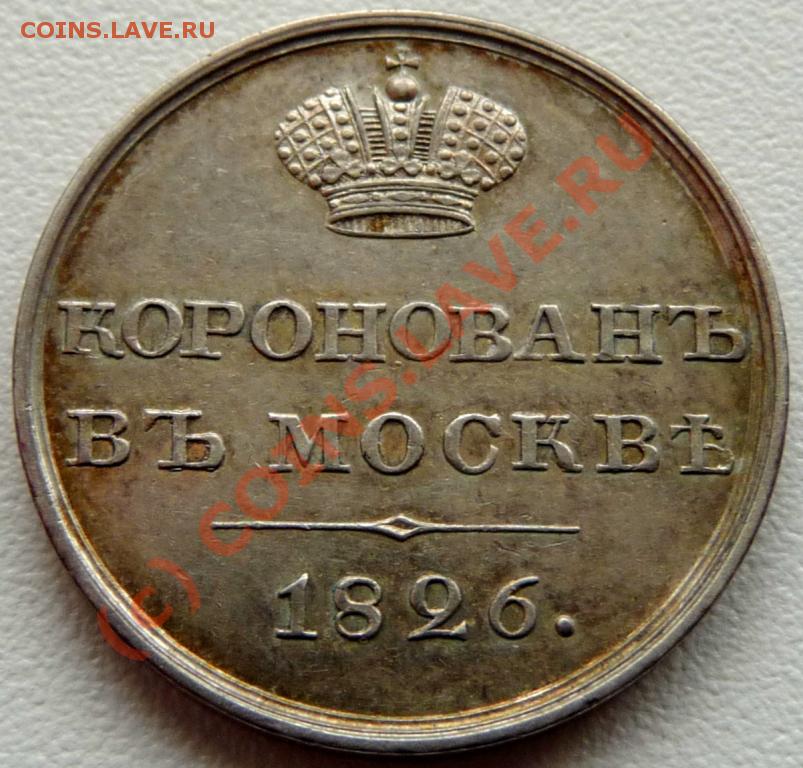 COINS.LAVE.RU
КОРОНОВАНЪ
ВЪ МОСКВѢ
1826.
(c) COINS.LAVE.RU